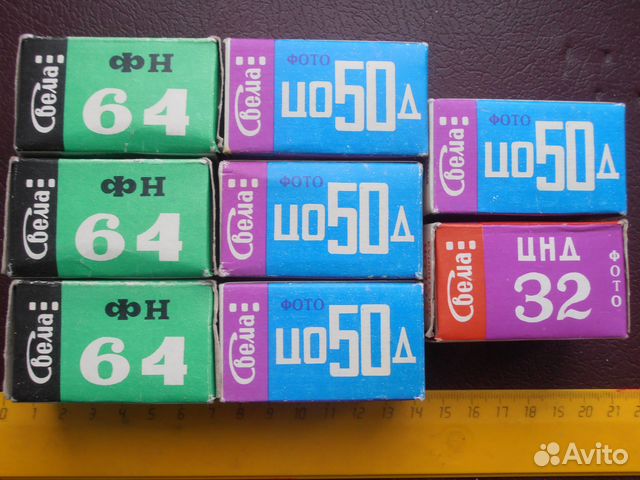 Свема
ФН
64
Свема
ФОТО
ЦО50Д
Свема
ФН
64
Свема
ФОТО
ЦО50Д
Свема
ФН
64
Свема
ФОТО
ЦО50Д
Свема
ФОТО
ЦО50Д
Свема
ЦНД
32
ФОТО
0 1 2 3 4 5 6 7 8 9 10 11 12 13 14 15 16 17 18 19 20 21
Avito